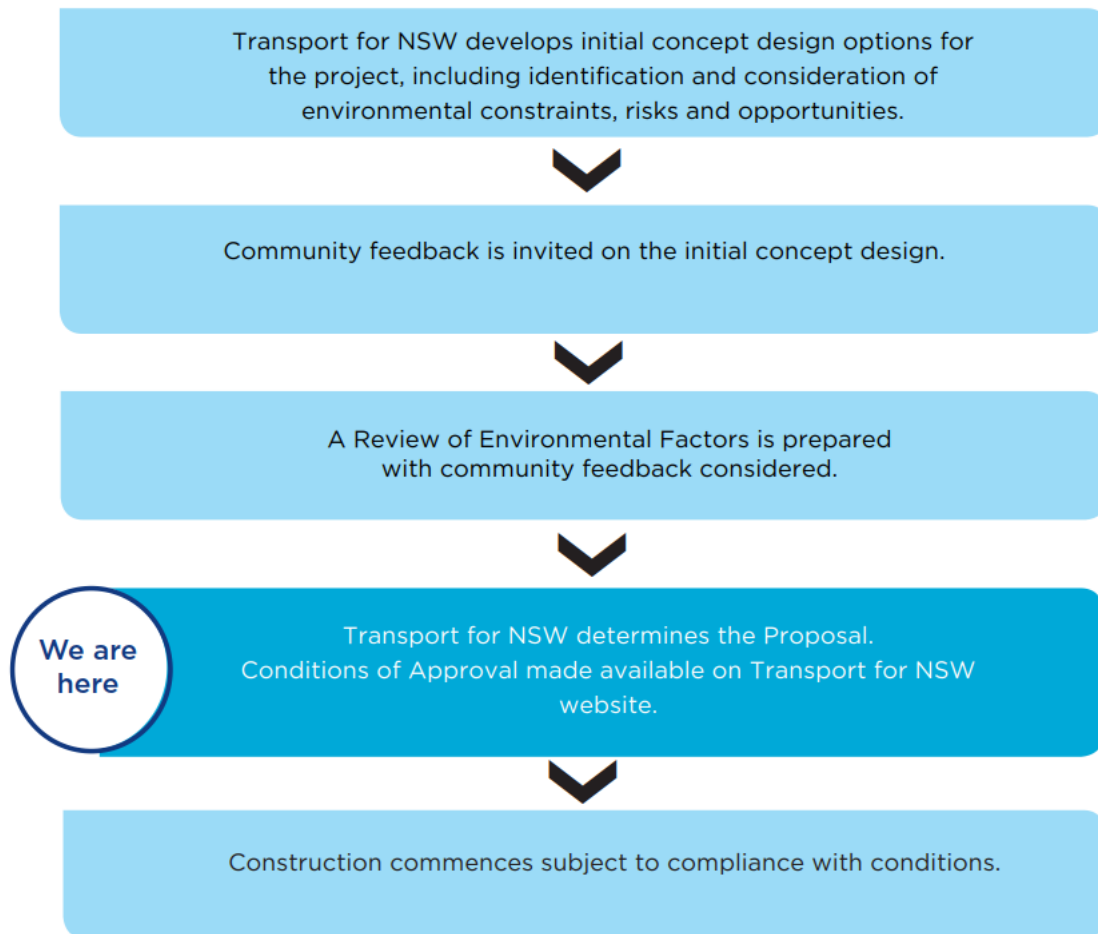 Transport for NSW develops initial concept design options for
the project, including identification and consideration of
environmental constraints, risks and opportunities.
Community feedback is invited on the initial concept design.
A Review of Environmental Factors is prepared
with community feedback considered.
We are
here
Transport for NSW determines the Proposal.
Conditions of Approval made available on Transport for NSW
website.
Construction commences subject to compliance with conditions.